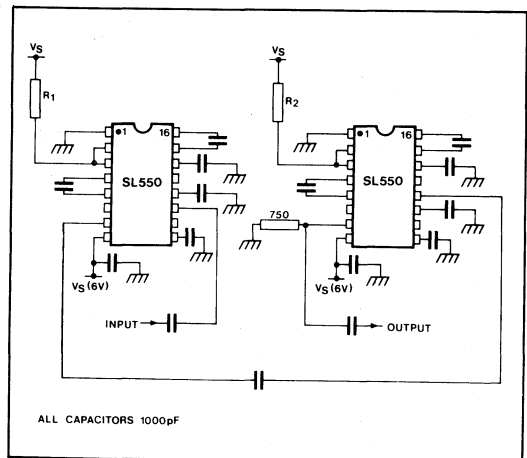 VS
VS
R1
R2
1
16
1
16
SL550
SL550
750
VS (6V)
VS (6V)
INPUT
OUTPUT
ALL CAPACITORS 1000pF